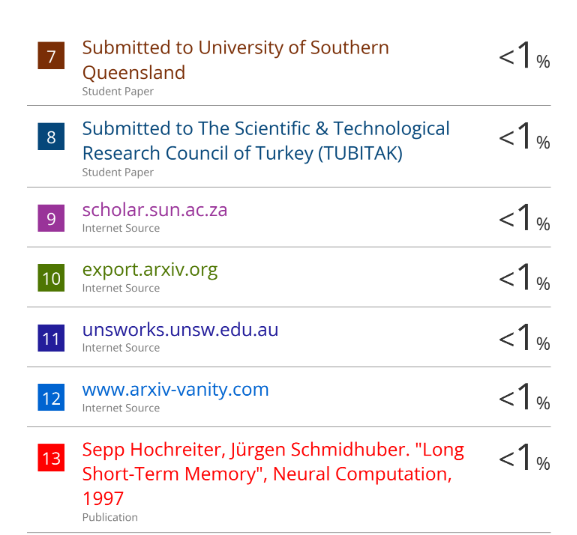 7
Submitted to University of Southern
Queensland
Student Paper
<1%
8
Submitted to The Scientific & Technological
Research Council of Turkey (TUBITAK)
Student Paper
<1%
9
scholar.sun.ac.za
Internet Source
<1%
10
export.arxiv.org
Internet Source
<1%
11
unsworks.unsw.edu.au
Internet Source
<1%
12
www.arxiv-vanity.com
Internet Source
<1%
13
Sepp Hochreiter, Jürgen Schmidhuber. "Long
Short-Term Memory", Neural Computation,
1997
Publication
<1%